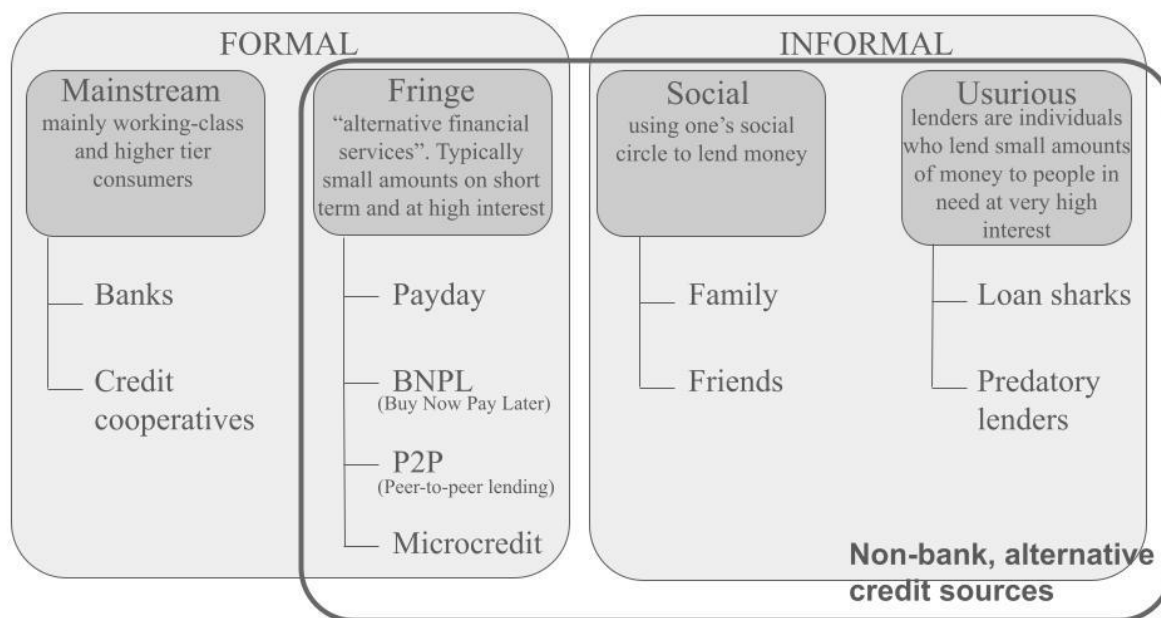 FORMAL
Mainstream
mainly working-class
and higher tier
consumers
Banks
Credit
cooperatives
Fringe
“alternative financial
services”. Typically
small amounts on short
term and at high interest
Payday
BNPL
(Buy Now Pay Later)
P2P
(Peer-to-peer lending)
Microcredit
INFORMAL
Social
using one’s social
circle to lend money
Family
Friends
Usurious
lenders are individuals
who lend small amounts
of money to people in
need at very high
interest
Loan sharks
Predatory
lenders
Non-bank, alternative
credit sources